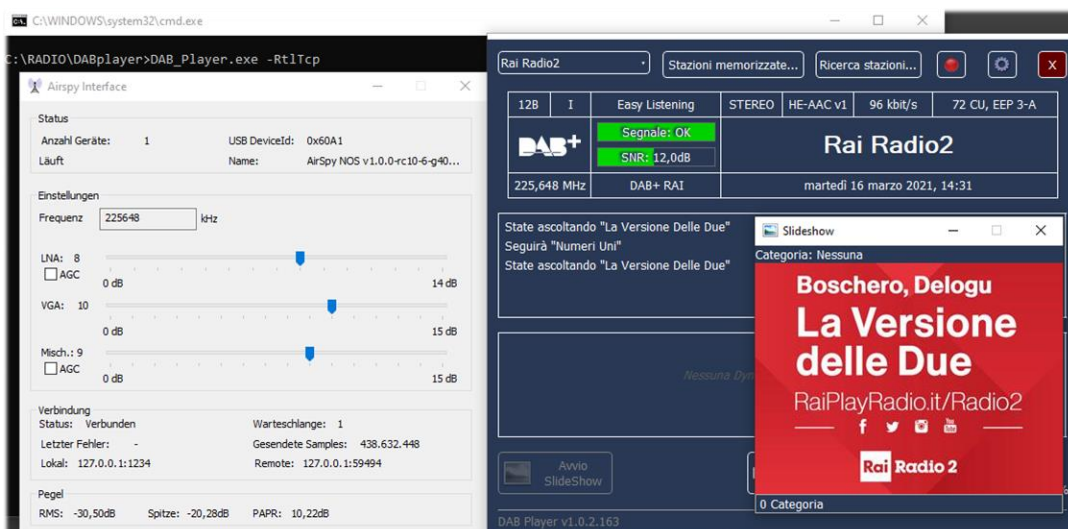 C:\WINDOWS\system32\cmd.exe
C:\RADIO\DABplayer>DAB_Player.exe -RtlTcp
Airspy Interface
Status
Anzahl Geräte: 1 USB DeviceId: 0x60A1
Läuft Name: AirSpy NOS v1.0.0-rc10-6-g40...
Einstellungen
Frequenz 225648 kHz
LNA: 8
AGC
0 dB 14 dB
VGA: 10
0 dB 15 dB
Misch.: 9
AGC
0 dB 15 dB
Verbindung
Status: Verbunden Warteschlange: 1
Letzter Fehler: - Gesendete Samples: 438.632.448
Lokal: 127.0.0.1:1234 Remote: 127.0.0.1:59494
Pegel
RMS: -30,50dB Spitze: -20,28dB PAPR: 10,22dB
Rai Radio2 Stazioni memorizzate... Ricerca stazioni... X
12B I Easy Listening STEREO HE-AAC v1 96 kbit/s 72 CU, EEP 3-A
DAB+ Segnale: OK
SNR: 12,0dB
Rai Radio2
225,648 MHz DAB+ RAI martedì 16 marzo 2021, 14:31
State ascoltando "La Versione Delle Due"
Seguirà "Numeri Uni"
State ascoltando "La Versione Delle Due"
Nessuna
Avvio
SlideShow
DAB Player v1.0.2.163
Slideshow
Categoria: Nessuna
Boschero, Delogu
La Versione
delle Due
RaiPlayRadio.it/Radio2
You Tube
Rai Radio 2
0 Categoria